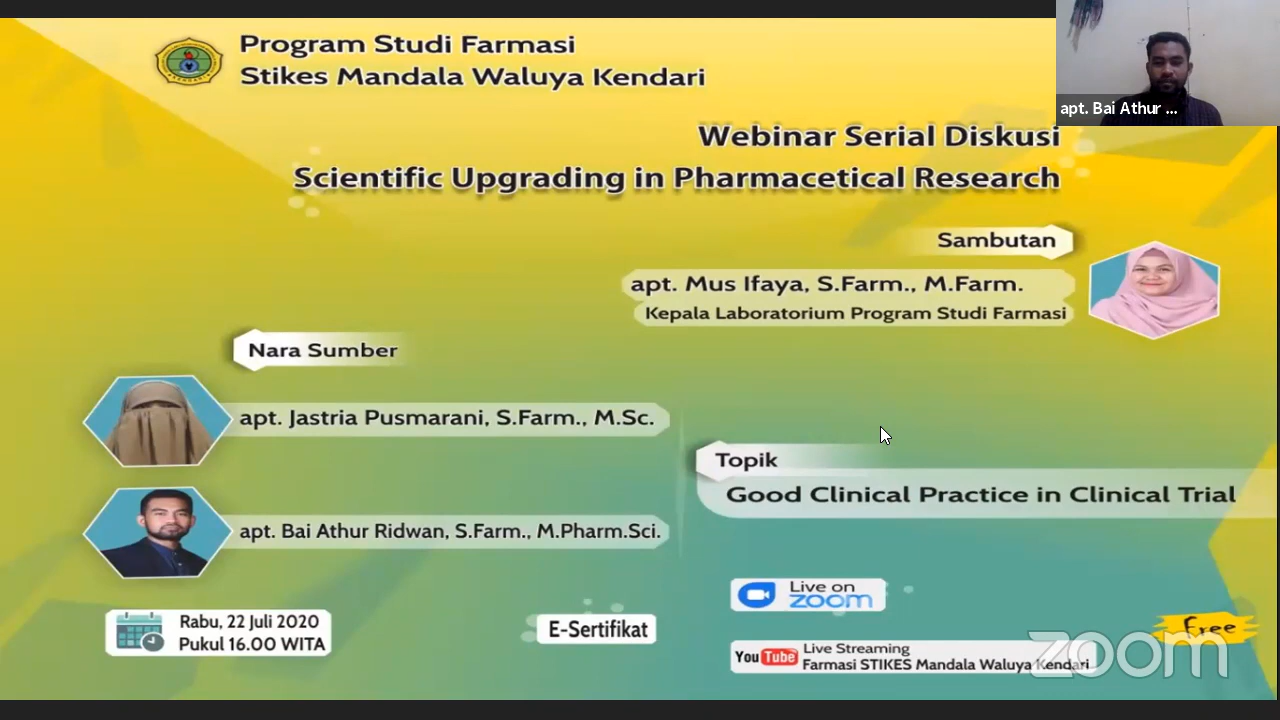 Program Studi Farmasi
Stikes Mandala Waluya Kendari
apt. Bai Athur ...
Webinar Serial Diskusi
Scientific Upgrading in Pharmacetical Research
Sambutan
apt. Mus Ifaya, S.Farm., M.Farm.
Kepala Laboratorium Program Studi Farmasi
Nara Sumber
apt. Jastria Pusmarani, S.Farm., M.Sc.
apt. Bai Athur Ridwan, S.Farm., M.Pharm.Sci.
Topik
Good Clinical Practice in Clinical Trial
Rabu, 22 Juli 2020
Pukul 16.00 WITA
E-Sertifikat
Live on
zoom
Free
YouTube Live Streaming
Farmasi STIKES Mandala Waluya Kendari
zoom